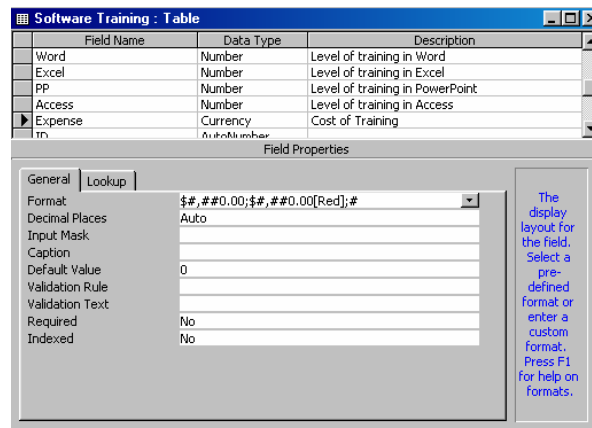 Software Training : Table
Field Name Data Type Description
Word Number Level of training in Word
Excel Number Level of training in Excel
PP Number Level of training in PowerPoint
Access Number Level of training in Access
Expense Currency Cost of Training
ID AutoNumber
Field Properties
General Lookup
Format $#,##0.00;$#,##0.00[Red];#
Decimal Places Auto
Input Mask
Caption
Default Value 0
Validation Rule
Validation Text
Required No
Indexed No
The
display
layout for
the field.
Select a
pre-
defined
format or
enter a
custom
format.
Press F1
for help on
formats.